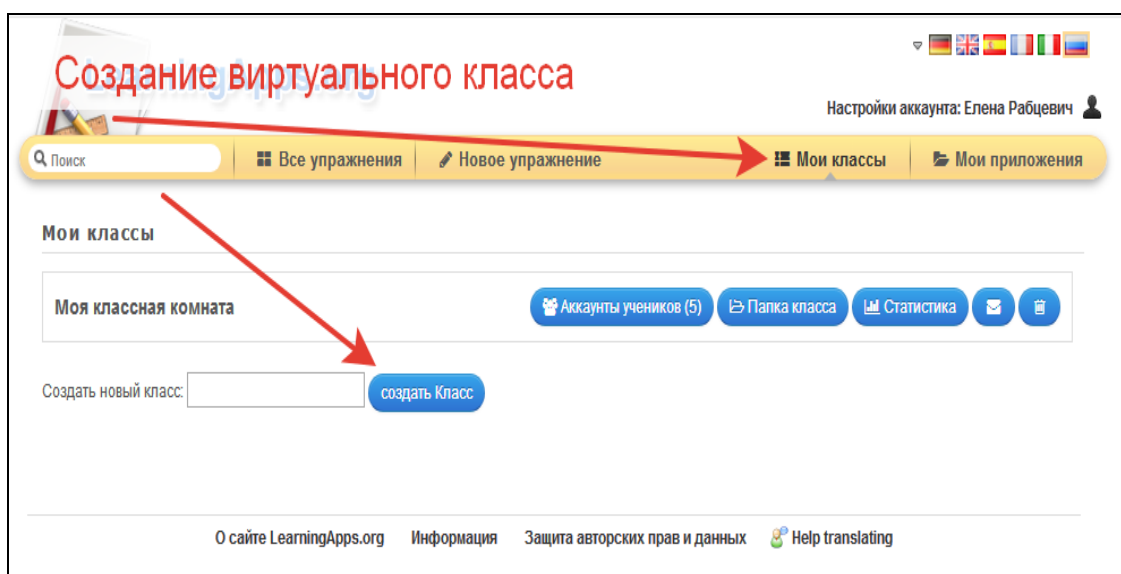 LearningApps.org
Создание виртуального класса
Настройки аккаунта: Елена Рабцевич
Поиск
Все упражнения
Новое упражнение
Мои классы
Мои приложения
Мои классы
Моя классная комната
Аккаунты учеников (5)
Папка класса
Статистика
Создать новый класс:
создать Класс
О сайте LearningApps.org
Информация
Защита авторских прав и данных
Help translating